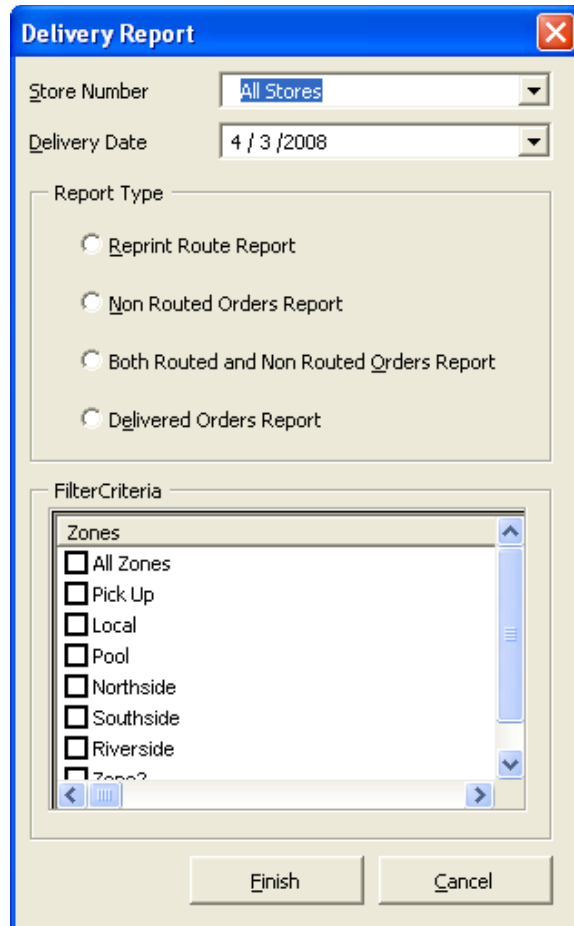 Delivery Report
Store Number All Stores
Delivery Date 4 / 3 /2008
Report Type
Reprint Route Report
Non Routed Orders Report
Both Routed and Non Routed Orders Report
Delivered Orders Report
FilterCriteria
Zones
All Zones
Pick Up
Local
Pool
Northside
Southside
Riverside
Finish Cancel